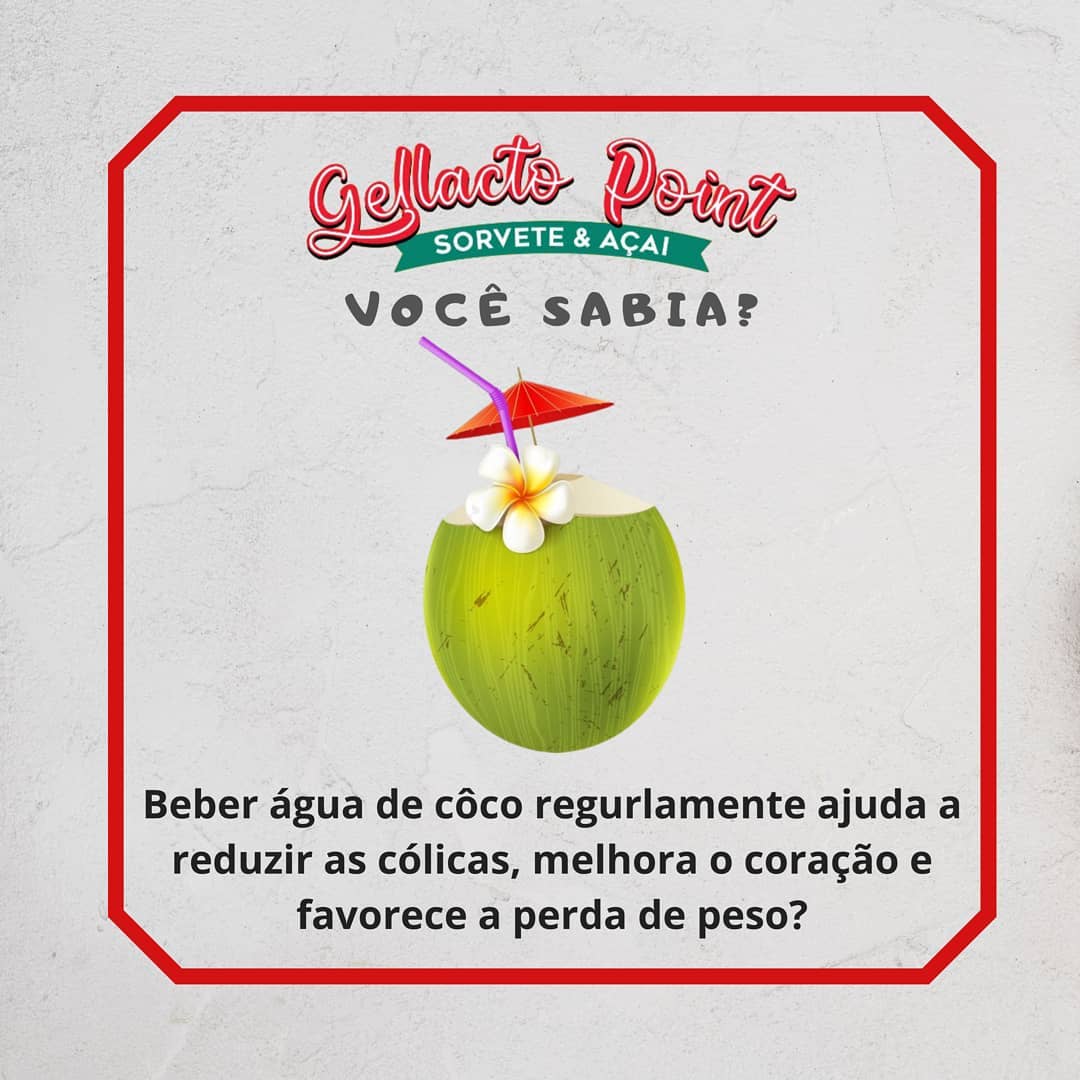 Gellacto Point
SORVETE & AÇAI
VOCÊ SABIA?
Beber água de côco regurlamente ajuda a
reduzir as cólicas, melhora o coração e
favorece a perda de peso?